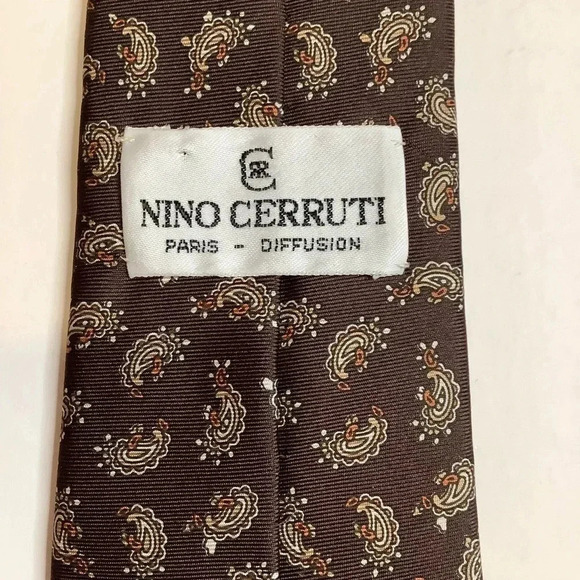 NINO CERRUTI
PARIS - DIFFUSION